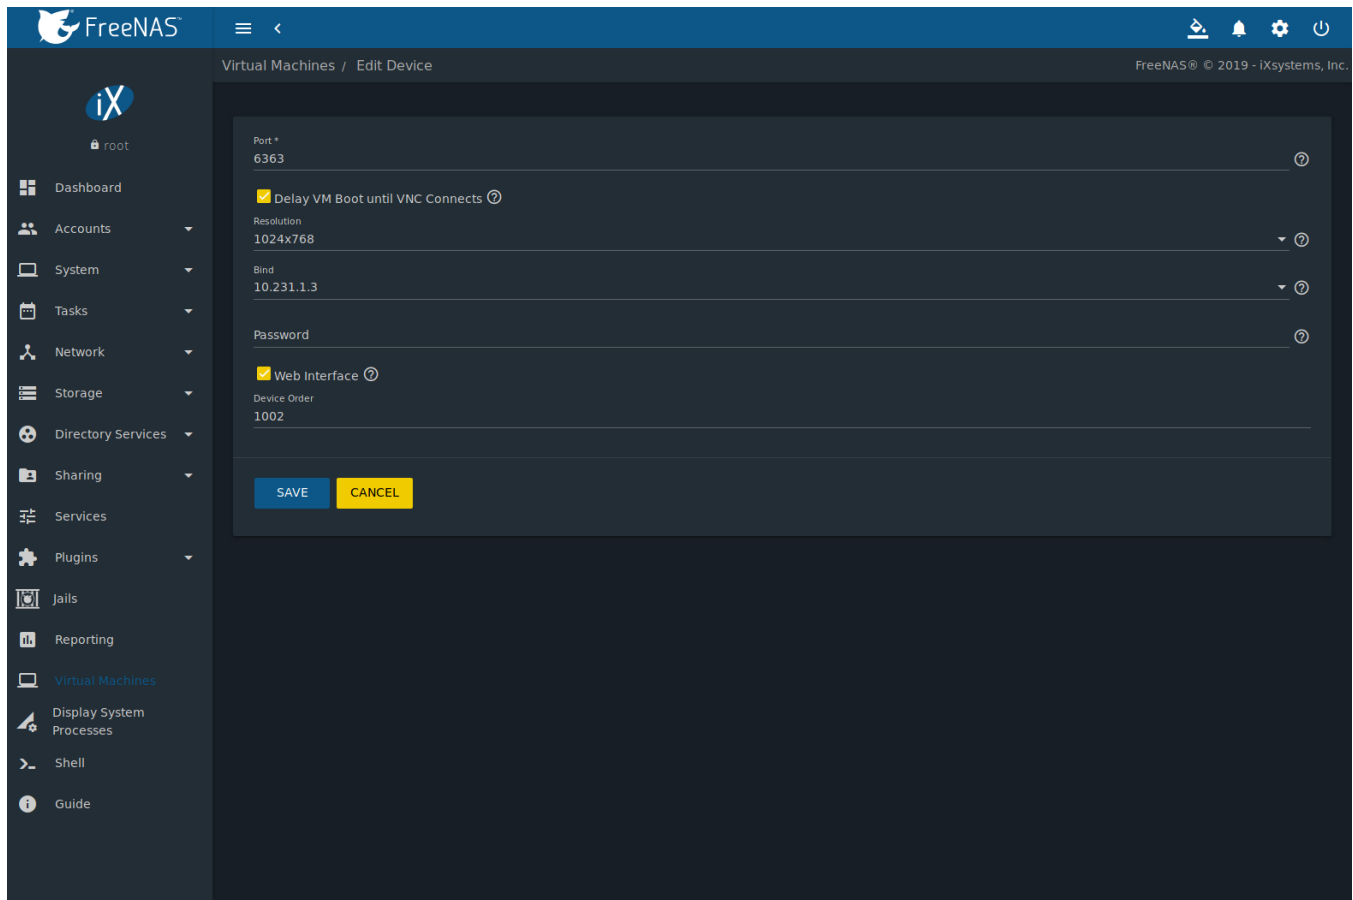 FreeNAS™
Virtual Machines / Edit Device
FreeNAS® © 2019 - iXsystems, Inc.
iX
root
Dashboard
Accounts
System
Tasks
Network
Storage
Directory Services
Sharing
Services
Plugins
Jails
Reporting
Virtual Machines
Display System
Processes
Shell
Guide
Port *
6363
Delay VM Boot until VNC Connects
Resolution
1024x768
Bind
10.231.1.3
Password
Web Interface
Device Order
1002
SAVE CANCEL